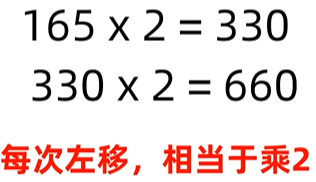 165 x 2 = 330
330 x 2 = 660
每次左移，相当于乘2